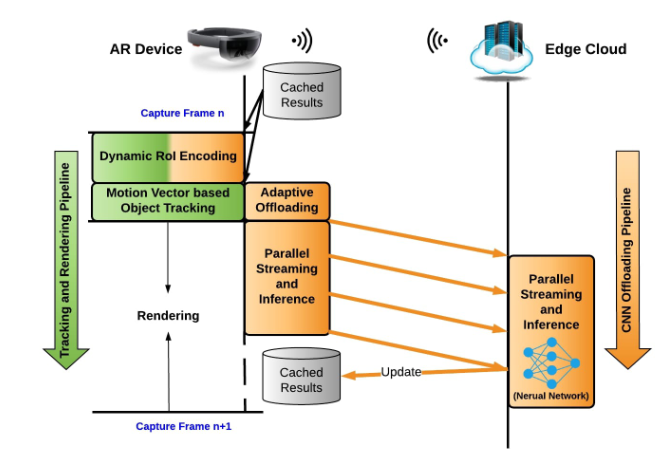 AR Device
Edge Cloud
Cached
Results
Capture Frame n
Dynamic RoI Encoding
Motion Vector based
Object Tracking
Adaptive
Offloading
Parallel
Streaming
and
Inference
Rendering
Tracking and Rendering Pipeline
CNN Offloading Pipeline
Parallel
Streaming
and
Inference
(Nerual Network)
Cached
Results
Update
Capture Frame n+1